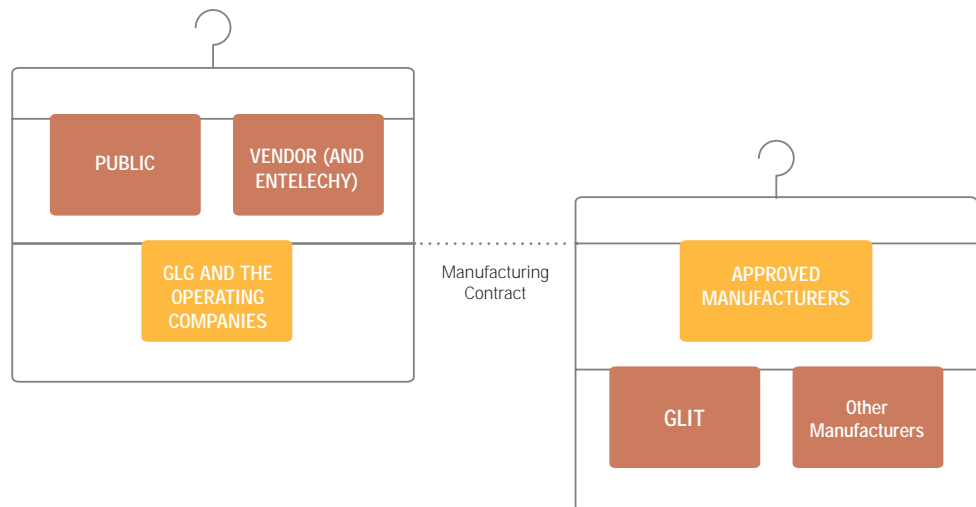 PUBLIC
VENDOR (AND
ENTELECHY)
GLG AND THE
OPERATING
COMPANIES
Manufacturing
Contract
APPROVED
MANUFACTURERS
GLIT
Other
Manufacturers